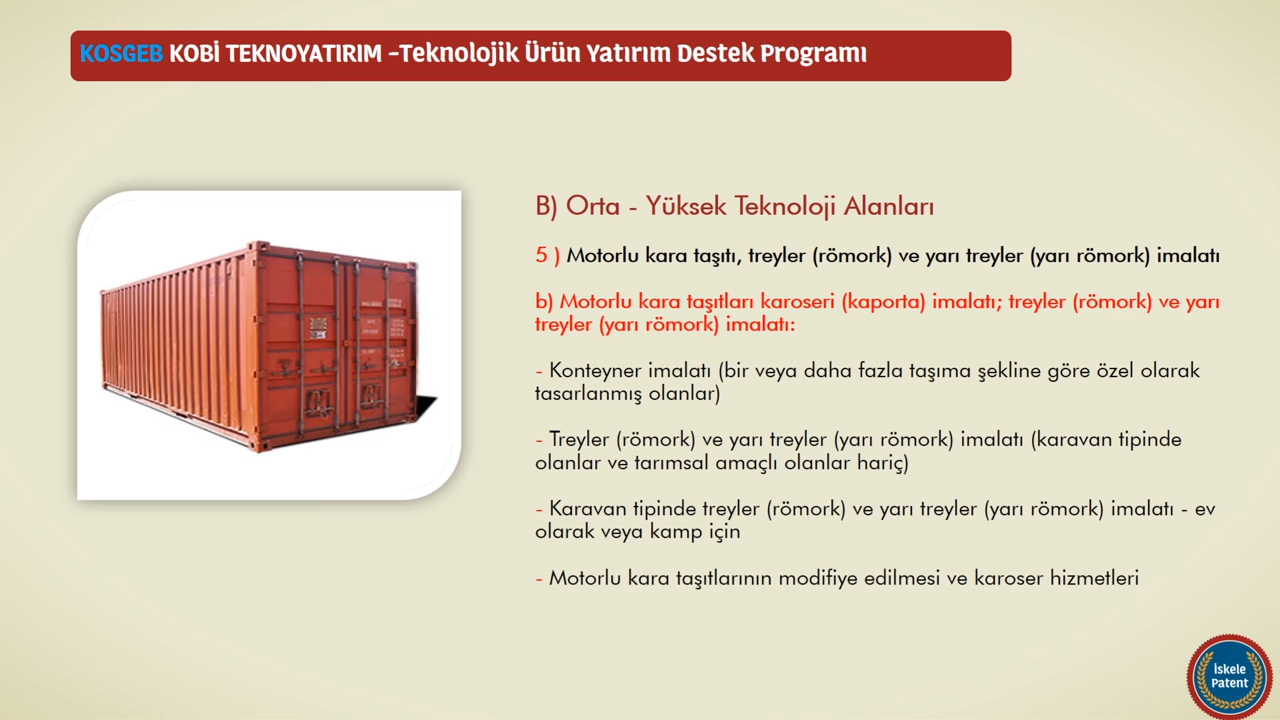 KOSGEB KOBİ TEKNOYATIRIM -Teknolojik Ürün Yatırım Destek Programı
B) Orta - Yüksek Teknoloji Alanları
5 ) Motorlu kara taşıtı, treyler (römork) ve yarı treyler (yarı römork) imalatı
b) Motorlu kara taşıtları karoseri (kaporta) imalatı; treyler (römork) ve yarı
treyler (yarı römork) imalatı:
- Konteyner imalatı (bir veya daha fazla taşıma şekline göre özel olarak
tasarlanmış olanlar)
- Treyler (römork) ve yarı treyler (yarı römork) imalatı (karavan tipinde
olanlar ve tarımsal amaçlı olanlar hariç)
- Karavan tipinde treyler (römork) ve yarı treyler (yarı römork) imalatı - ev
olarak veya kamp için
- Motorlu kara taşıtlarının modifiye edilmesi ve karoser hizmetleri
İskele
Patent